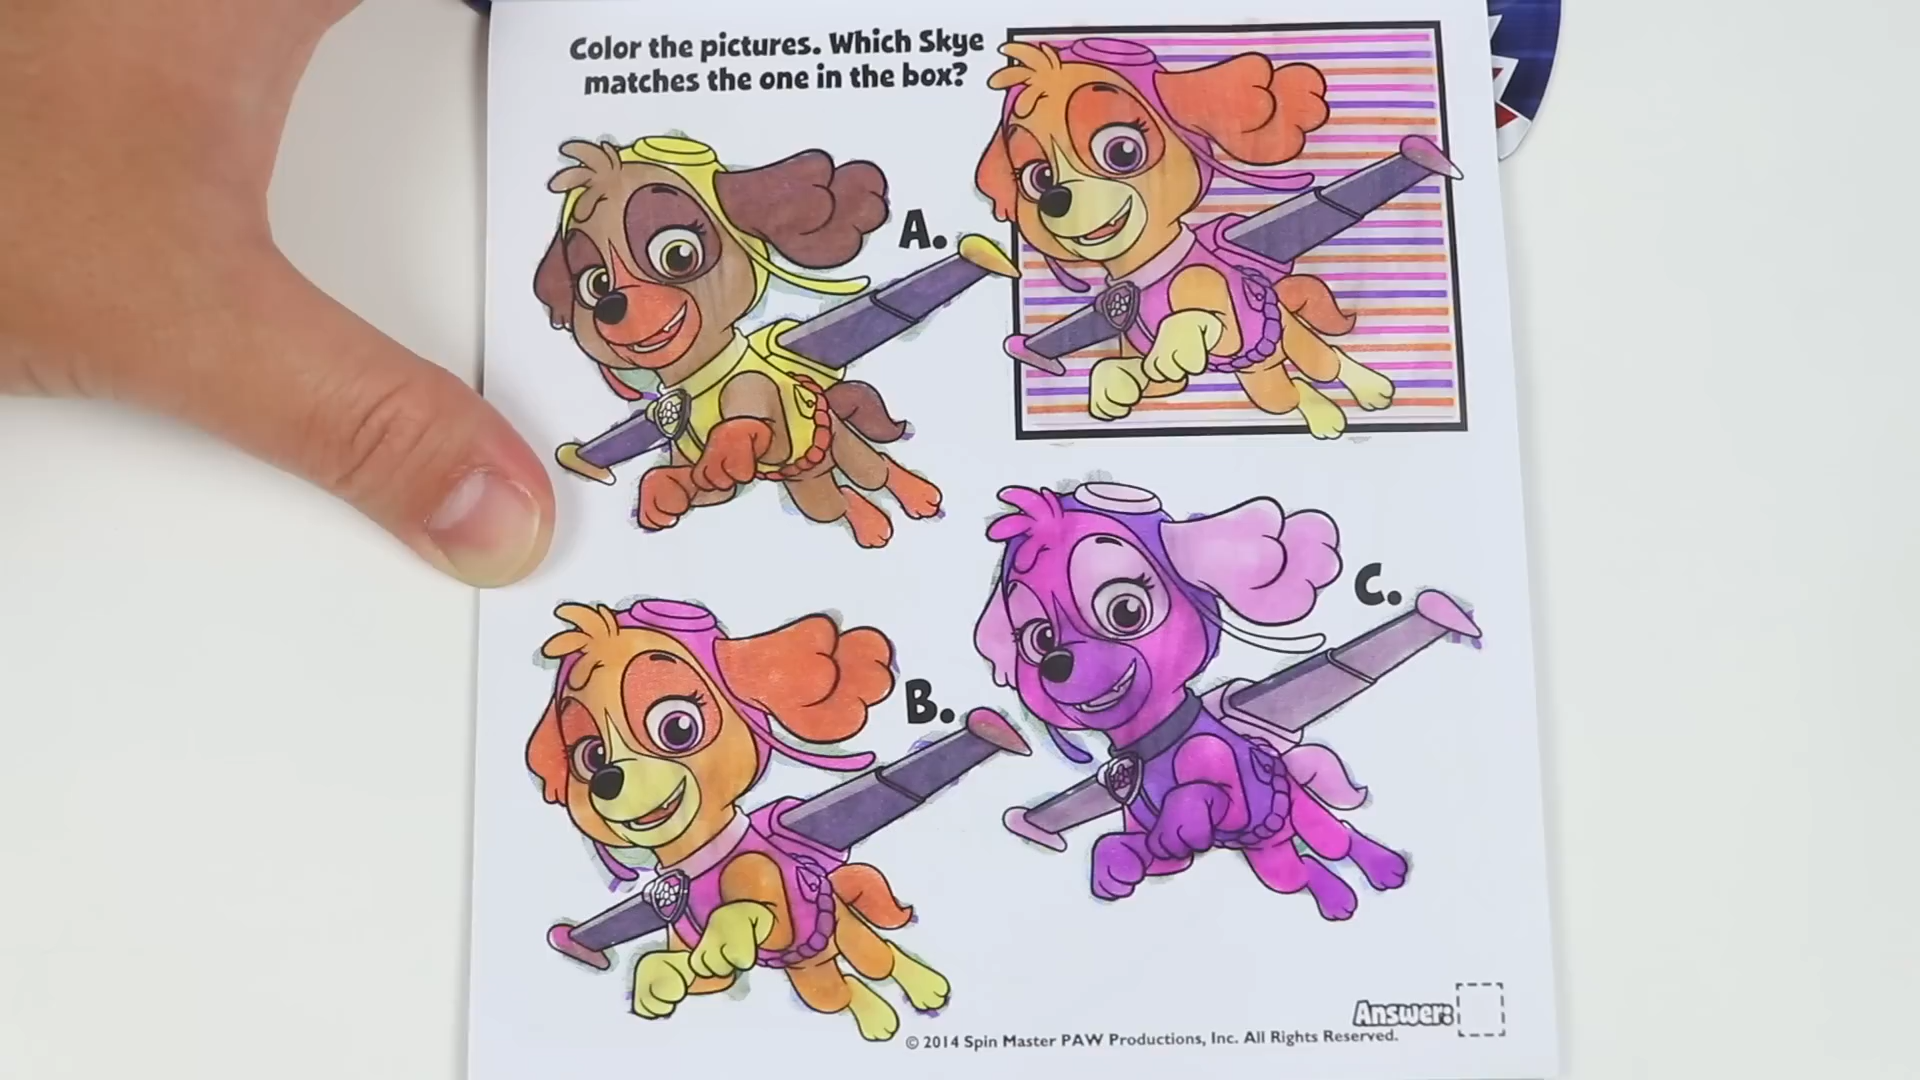 Color the pictures. Which Skye
matches the one in the box?
A.
B.
C.
Answer:
© 2014 Spin Master PAW Productions, Inc. All Rights Reserved.